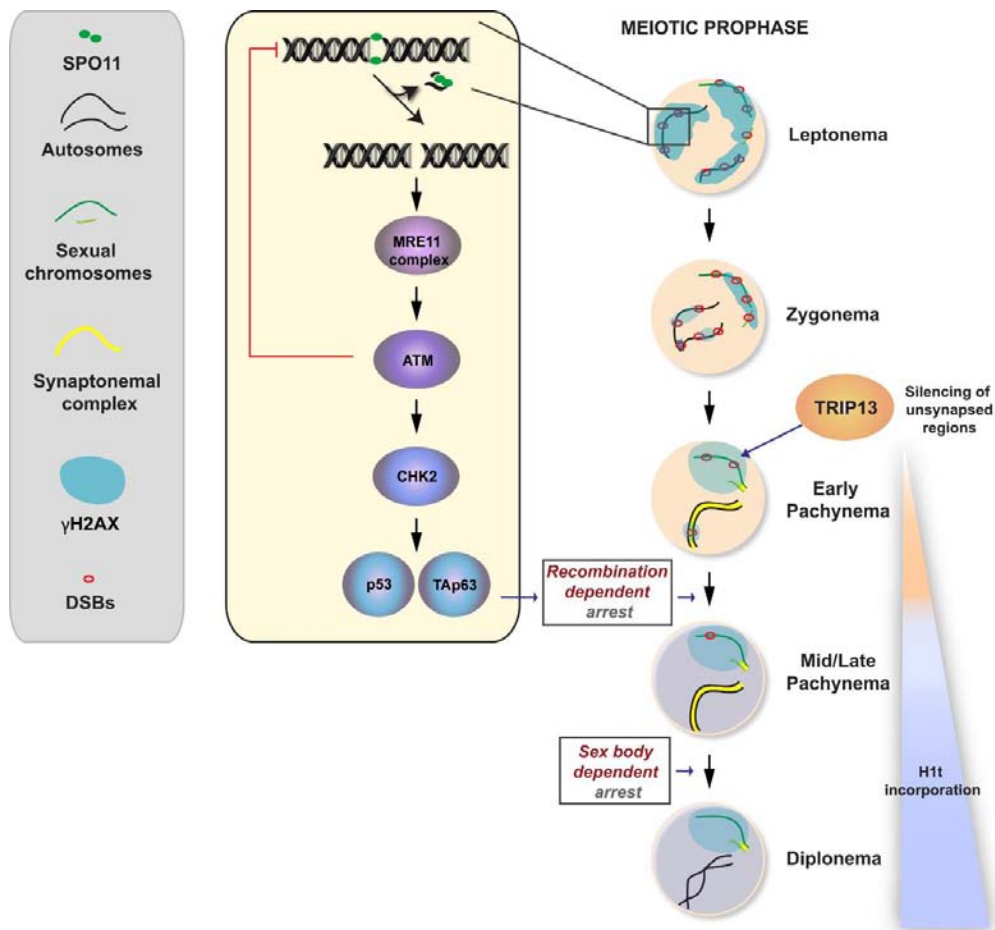 SPO11
Autosomes
Sexual
chromosomes
Synaptonemal
complex
γH2AX
DSBs
MRE11
complex
ATM
CHK2
p53
TAp63
MEIOTIC PROPHASE
Leptonema
Zygonema
TRIP13
Silencing of
unsynapsed
regions
Early
Pachynema
Recombination
dependent
arrest
Mid/Late
Pachynema
Sex body
dependent
arrest
H1t
incorporation
Diplonema